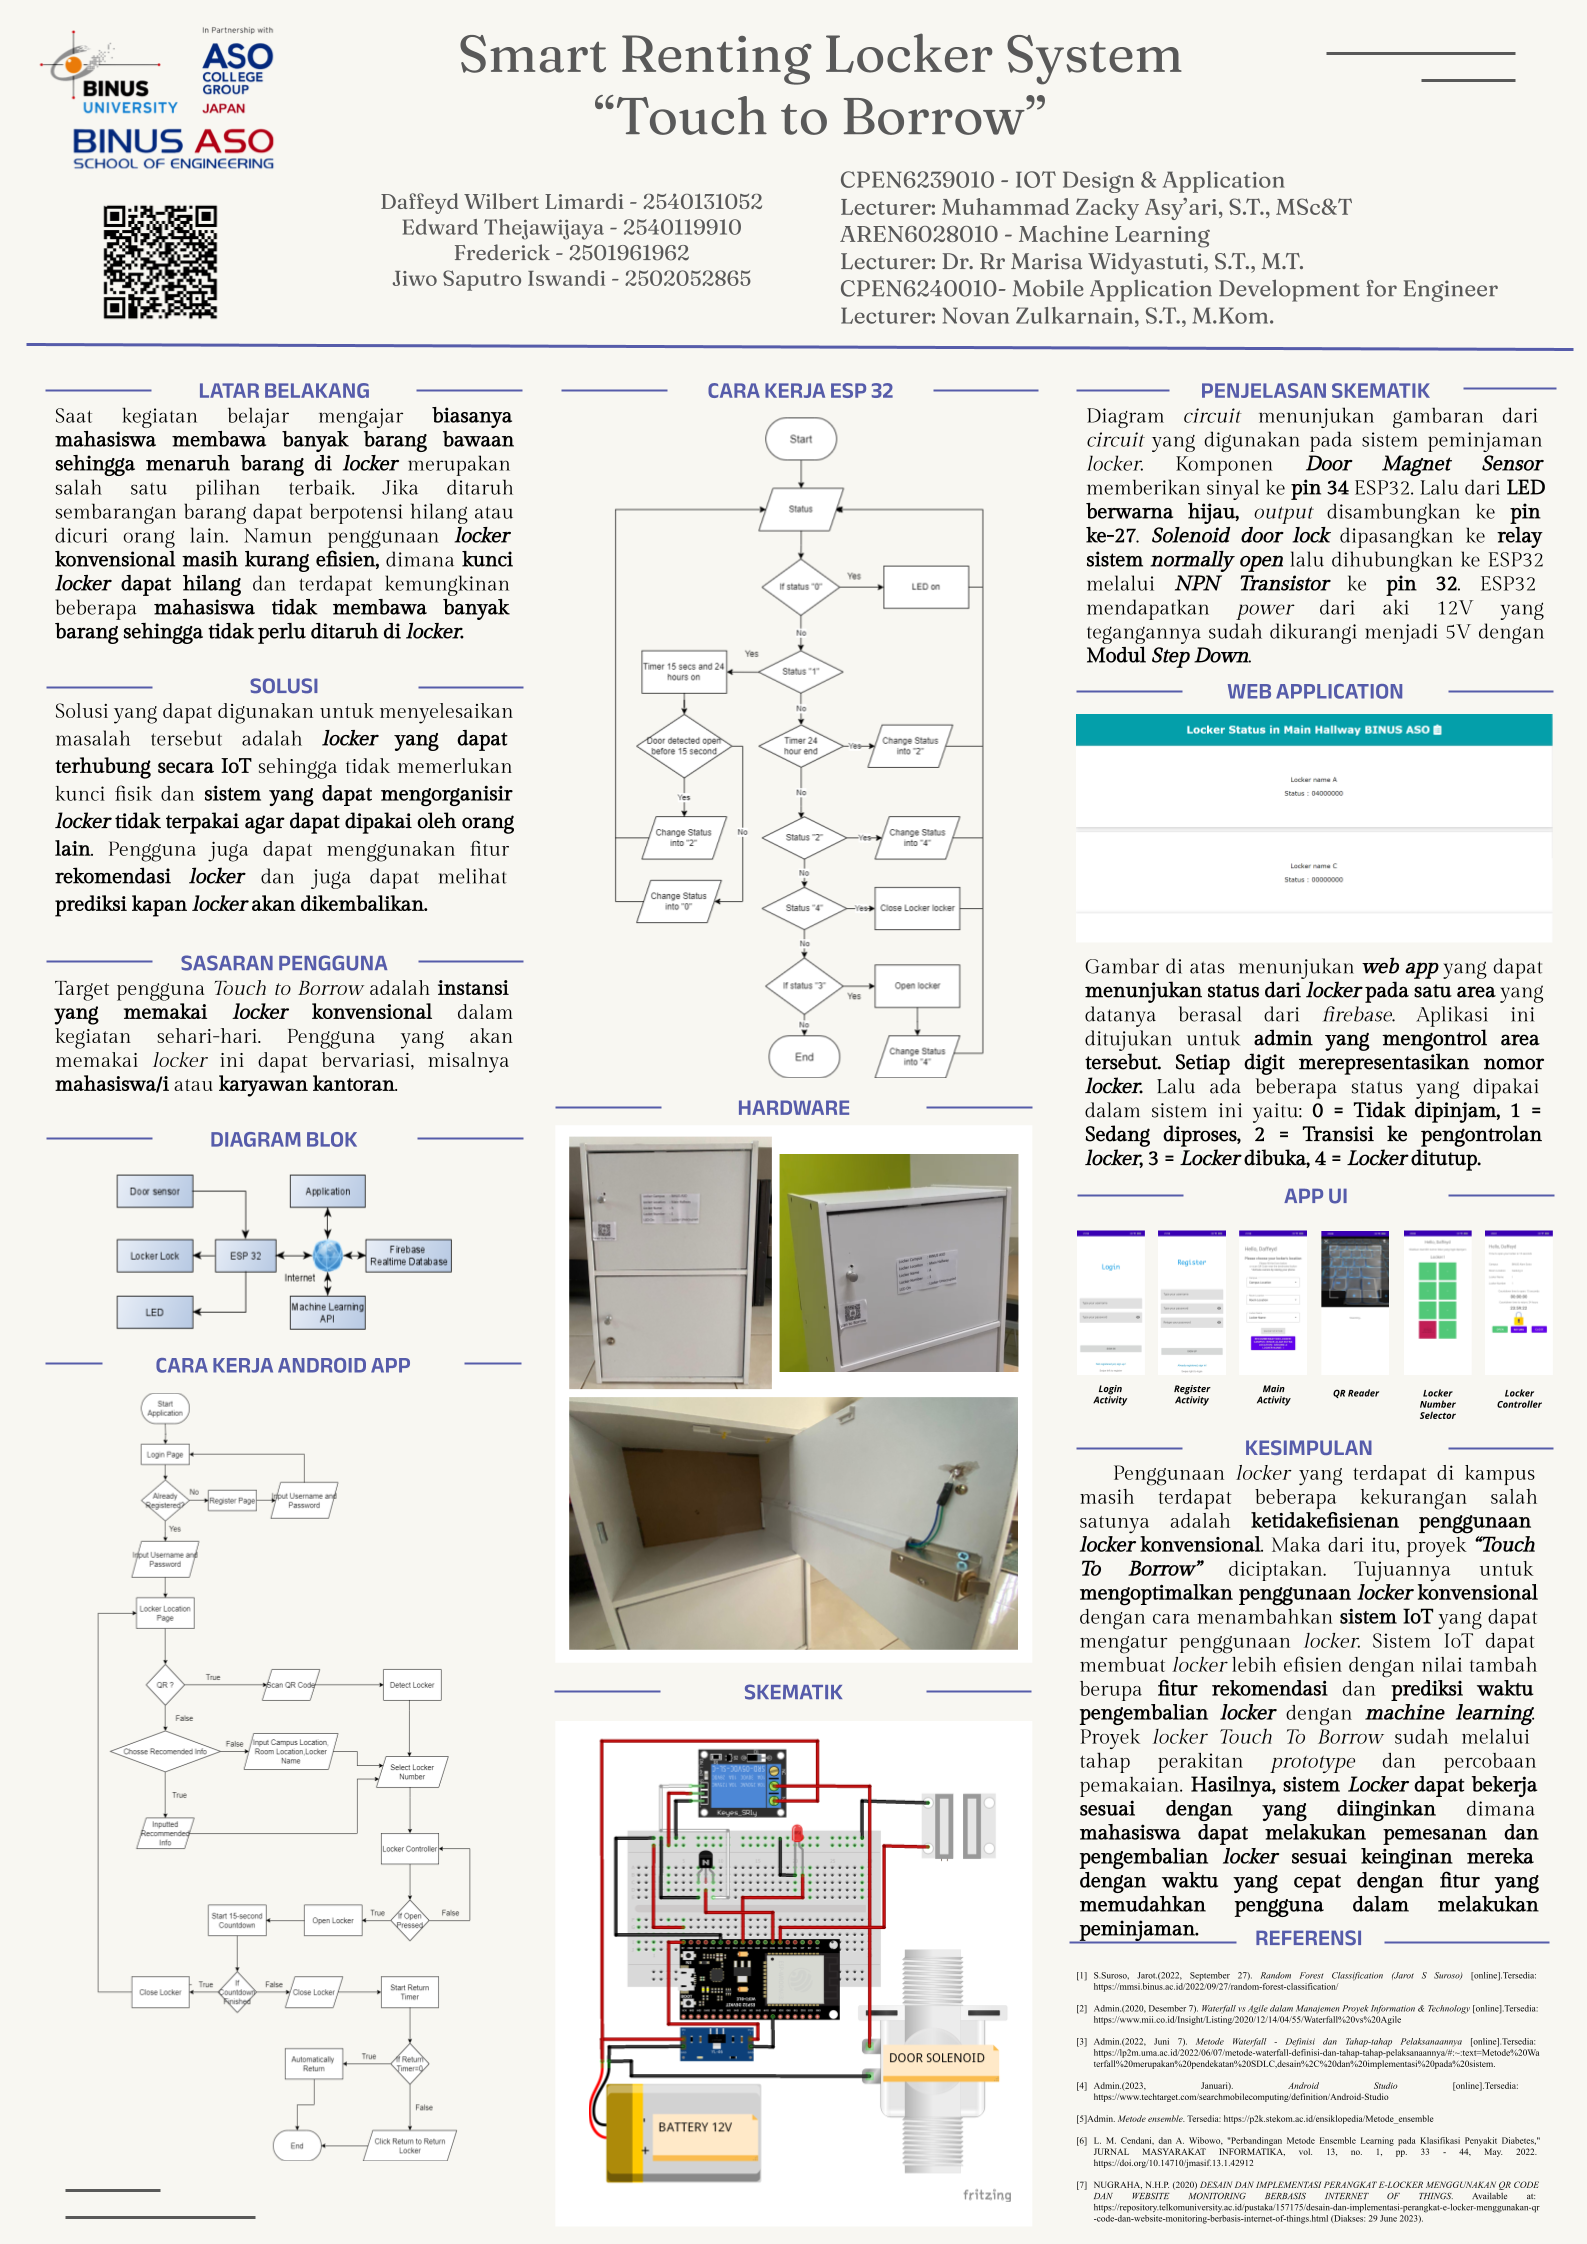 BINUS
UNIVERSITY
In Partnership with
ASO
COLLEGE
GROUP
JAPAN
BINUS ASO
SCHOOL OF ENGINEERING
Smart Renting Locker System
“Touch to Borrow”
Daffeyd Wilbert Limardi - 2540131052
Edward Thejawijaya - 2540119910
Frederick - 2501961962
Jiwo Saputro Iswandi - 2502052865
CPEN6239010 - IOT Design & Application
Lecturer: Muhammad Zacky Asy’ari, S.T., MSc&T
AREN6028010 - Machine Learning
Lecturer: Dr. Rr Marisa Widyastuti, S.T., M.T.
CPEN6240010- Mobile Application Development for Engineer
Lecturer: Novan Zulkarnain, S.T., M.Kom.
LATAR BELAKANG
Saat kegiatan belajar mengajar biasanya
mahasiswa membawa banyak barang bawaan
sehingga menaruh barang di locker merupakan
salah satu pilihan terbaik. Jika ditaruh
sembarangan barang dapat berpotensi hilang atau
dicuri orang lain. Namun penggunaan locker
konvensional masih kurang efisien, dimana kunci
locker dapat hilang dan terdapat kemungkinan
beberapa mahasiswa tidak membawa banyak
barang sehingga tidak perlu ditaruh di locker.
SOLUSI
Solusi yang dapat digunakan untuk menyelesaikan
masalah tersebut adalah locker yang dapat
terhubung secara IoT sehingga tidak memerlukan
kunci fisik dan sistem yang dapat mengorganisir
locker tidak terpakai agar dapat dipakai oleh orang
lain. Pengguna juga dapat menggunakan fitur
rekomendasi locker dan juga dapat melihat
prediksi kapan locker akan dikembalikan.
SASARAN PENGGUNA
Target pengguna Touch to Borrow adalah instansi
yang memakai locker konvensional dalam
kegiatan sehari-hari. Pengguna yang akan
memakai locker ini dapat bervariasi, misalnya
mahasiswa/i atau karyawan kantoran.
DIAGRAM BLOK
Door sensor
Application
Locker Lock
ESP 32
Firebase
Realtime Database
Internet
LED
Machine Learning
API
CARA KERJA ANDROID APP
Start
Application
Login Page
Already
Registered?
No
Register Page
Input Username and
Password
Yes
Input Username and
Password
Locker Location
Page
QR ?
True
Scan QR Code
Detect Locker
False
Chosse Recomended Info
False
Input Campus Location,
Room Location,Locker
Name
Select Locker
Number
True
Inputted
Recommended
Info
Locker Controller
Start 15-second
Countdown
Open Locker
True
If Open
Pressed
False
Close Locker
True
If
Countdown
Finished
False
Close Locker
Start Return
Timer
Automatically
Return
True
If Return
Timer=0
False
End
Click Return to Return
Locker
CARA KERJA ESP 32
Start
Status
If status "0"
Yes
LED on
No
Timer 15 secs and 24
hours on
Yes
Status "1"
No
Door detected open
before 15 second
Timer 24
hour end
Yes
Change Status
into "2"
Yes
No
Change Status
into "2"
No
Status "2"
Yes
Change Status
into "4"
No
Change Status
into "0"
Status "4"
Yes
Close Locker locker
No
If status "3"
Yes
Open locker
No
End
Change Status
into "4"
HARDWARE
SKEMATIK
Keyes_SRly
DOOR SOLENOID
BATTERY 12V
fritzing
PENJELASAN SKEMATIK
Diagram circuit menunjukan gambaran dari
circuit yang digunakan pada sistem peminjaman
locker. Komponen Door Magnet Sensor
memberikan sinyal ke pin 34 ESP32. Lalu dari LED
berwarna hijau, output disambungkan ke pin
ke-27. Solenoid door lock dipasangkan ke relay
sistem normally open lalu dihubungkan ke ESP32
melalui NPN Transistor ke pin 32. ESP32
mendapatkan power dari aki 12V yang
tegangannya sudah dikurangi menjadi 5V dengan
Modul Step Down.
WEB APPLICATION
Locker Status in Main Hallway BINUS ASO
Locker name A
Status : 04000000
Locker name C
Status : 00000000
Gambar di atas menunjukan web app yang dapat
menunjukan status dari locker pada satu area yang
datanya berasal dari firebase. Aplikasi ini
ditujukan untuk admin yang mengontrol area
tersebut. Setiap digit merepresentasikan nomor
locker. Lalu ada beberapa status yang dipakai
dalam sistem ini yaitu: 0 = Tidak dipinjam, 1 =
Sedang diproses, 2 = Transisi ke pengontrolan
locker, 3 = Locker dibuka, 4 = Locker ditutup.
APP UI
Login
Register
Hello, Daffeyd
Login
Activity
Register
Activity
Main
Activity
QR Reader
Locker
Number
Selector
Locker
Controller
KESIMPULAN
Penggunaan locker yang terdapat di kampus
masih terdapat beberapa kekurangan salah
satunya adalah ketidakefisienan penggunaan
locker konvensional. Maka dari itu, proyek “Touch
To Borrow” diciptakan. Tujuannya untuk
mengoptimalkan penggunaan locker konvensional
dengan cara menambahkan sistem IoT yang dapat
mengatur penggunaan locker. Sistem IoT dapat
membuat locker lebih efisien dengan nilai tambah
berupa fitur rekomendasi dan prediksi waktu
pengembalian locker dengan machine learning.
Proyek locker Touch To Borrow sudah melalui
tahap perakitan prototype dan percobaan
pemakaian. Hasilnya, sistem Locker dapat bekerja
sesuai dengan yang diinginkan dimana
mahasiswa dapat melakukan pemesanan dan
pengembalian locker sesuai keinginan mereka
dengan waktu yang cepat dengan fitur yang
memudahkan pengguna dalam melakukan
peminjaman.
REFERENSI
[1] S.Suroso, Jarot.(2022, September 27). Random Forest Classification (Jarot S Suroso) [online].Tersedia:
https://mmsi.binus.ac.id/2022/09/27/random-forest-classification/
[2] Admin.(2020, Desember 7). Waterfall vs Agile dalam Manajemen Proyek Information & Technology [online].Tersedia:
https://www.mii.co.id/Insight/Listing/2020/12/14/04/55/Waterfall%20vs%20Agile
[3] Admin.(2022, Juni 7). Metode Waterfall - Definisi dan Tahap-tahap Pelaksanaannya [online].Tersedia:
https://lp2m.uma.ac.id/2022/06/07/metode-waterfall-definisi-dan-tahap-tahap-pelaksanaannya/#:~:text=Metode%20Wa
terfall%20merupakan%20pendekatan%20SDLC,desain%2C%20dan%20implementasi%20pada%20sistem.
[4] Admin.(2023, Januari). Android Studio [online].Tersedia:
https://www.techtarget.com/searchmobilecomputing/definition/Android-Studio
[5]Admin. Metode ensemble. Tersedia: https://p2k.stekom.ac.id/ensiklopedia/Metode_ensemble
[6] L. M. Cendani, dan A. Wibowo, "Perbandingan Metode Ensemble Learning pada Klasifikasi Penyakit Diabetes,"
JURNAL MASYARAKAT INFORMATIKA, vol. 13, no. 1, pp. 33 - 44, May. 2022.
https://doi.org/10.14710/jmasif.13.1.42912
[7] NUGRAHA, N.H.P. (2020) DESAIN DAN IMPLEMENTASI PERANGKAT E-LOCKER MENGGUNAKAN QR CODE
DAN WEBSITE MONITORING BERBASIS INTERNET OF THINGS. Available at:
https://repository.telkomuniversity.ac.id/pustaka/157175/desain-dan-implementasi-perangkat-e-locker-menggunakan-qr
-code-dan-website-monitoring-berbasis-internet-of-things.html (Diakses: 29 June 2023).